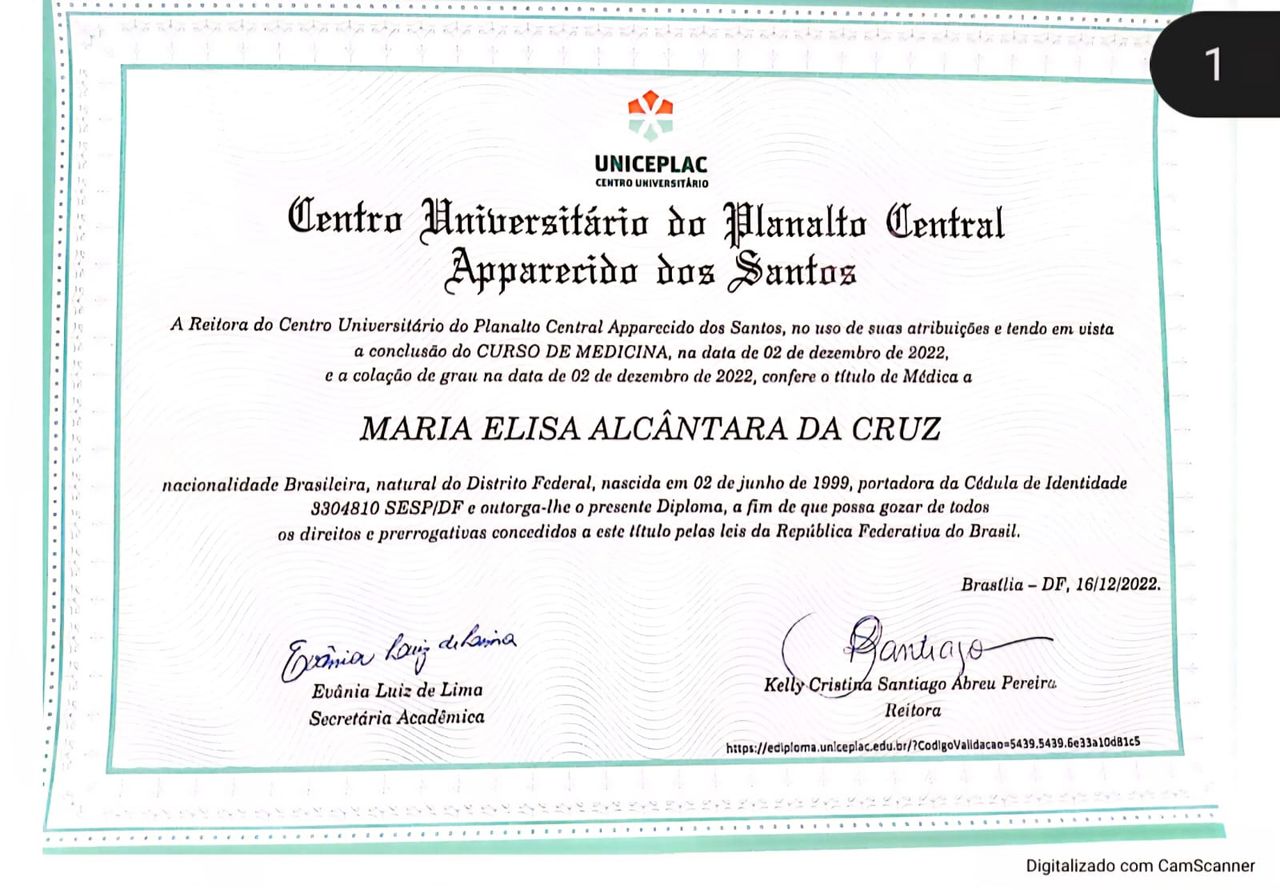 1
UNICEPLAC
CENTRO UNIVERSITÁRIO
Centro Universitário do Planalto Central
Apparecido dos Santos
A Reitora do Centro Universitário do Planalto Central Apparecido dos Santos, no uso de suas atribuições e tendo em vista
a conclusão do CURSO DE MEDICINA, na data de 02 de dezembro de 2022,
e a colação de grau na data de 02 de dezembro de 2022, confere o título de Médica a
MARIA ELISA ALCÂNTARA DA CRUZ
nacionalidade Brasileira, natural do Distrito Federal, nascida em 02 de junho de 1999, portadora da Cédula de Identidade
3304810 SESP/DF e outorga-lhe o presente Diploma, a fim de que possa gozar de todos
os direitos e prerrogativas concedidos a este título pelas leis da República Federativa do Brasil.
Brasília – DF, 16/12/2022.
Evânia Luiz de Lima
Santiago
Evânia Luiz de Lima
Secretária Acadêmica
Kelly Cristina Santiago Abreu Pereira
Reitora
https://ediploma.uniceplac.edu.br/?CodigoValidacao=5439.5439.6e33a10d81c5
Digitalizado com CamScanner